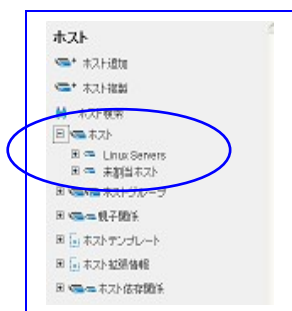 ホスト
ホスト追加
ホスト複製
ホスト検索
ホスト
Linux Servers
未割当ホスト
ホストグループ
親子関係
ホストテンプレート
ホスト拡張情報
ホスト依存関係